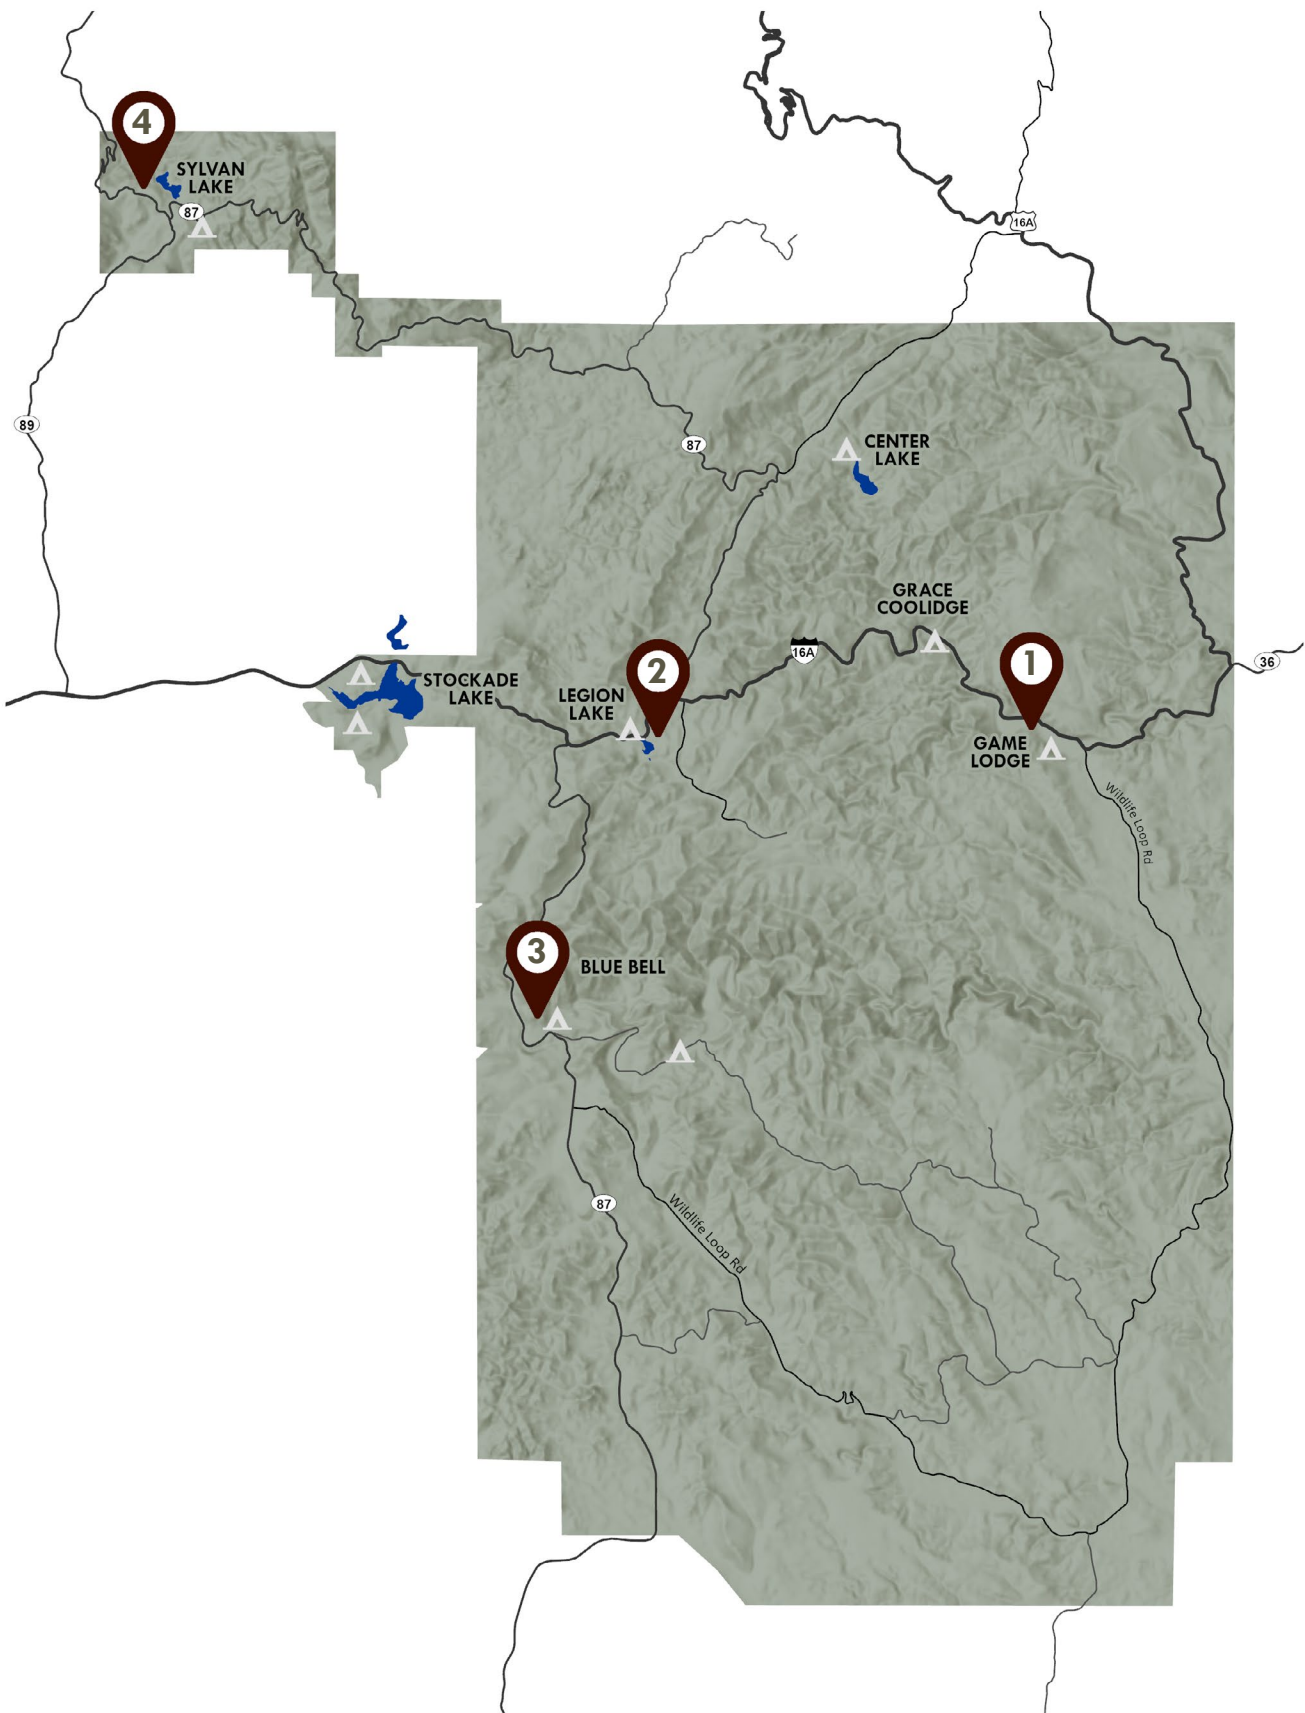 4
SYLVAN
LAKE
87
16A
89
87
CENTER
LAKE
GRACE
COOLIDGE
16A
1
36
2
STOCKADE
LAKE
LEGION
LAKE
GAME
LODGE
Wildlife Loop Rd
3
BLUE BELL
87
Wildlife Loop Rd